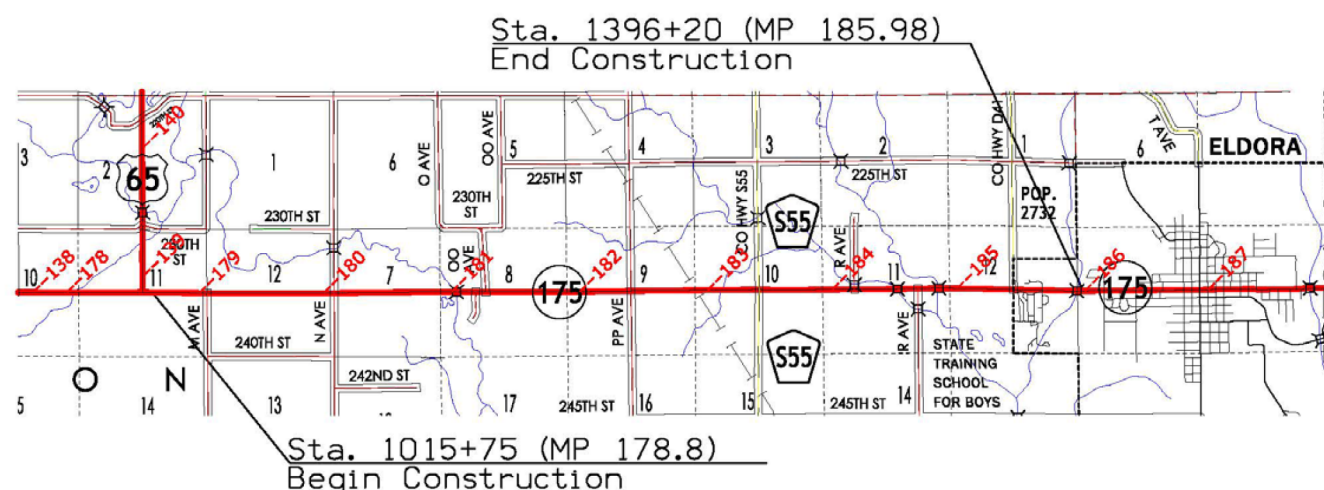 Sta. 1396+20 (MP 185.98)
End Construction
140
3
2
65
1
6
O AVE
OO AVE
5
4
3
2
1
6
T AVE
ELDORA
225TH ST
225TH ST
CO HWY S55
CO HWY D41
POP.
2732
230TH ST
230TH
ST
230TH
ST
S55
R AVE
OO
AVE
10
138
178
139
11
179
12
180
7
181
8
175
182
9
183
10
184
11
185
12
186
175
187
M AVE
N AVE
PP AVE
R AVE
240TH ST
242ND ST
S55
STATE
TRAINING
SCHOOL
FOR BOYS
O N
5
14
13
17
245TH ST
16
15
245TH ST
14
Sta. 1015+75 (MP 178.8)
Begin Construction